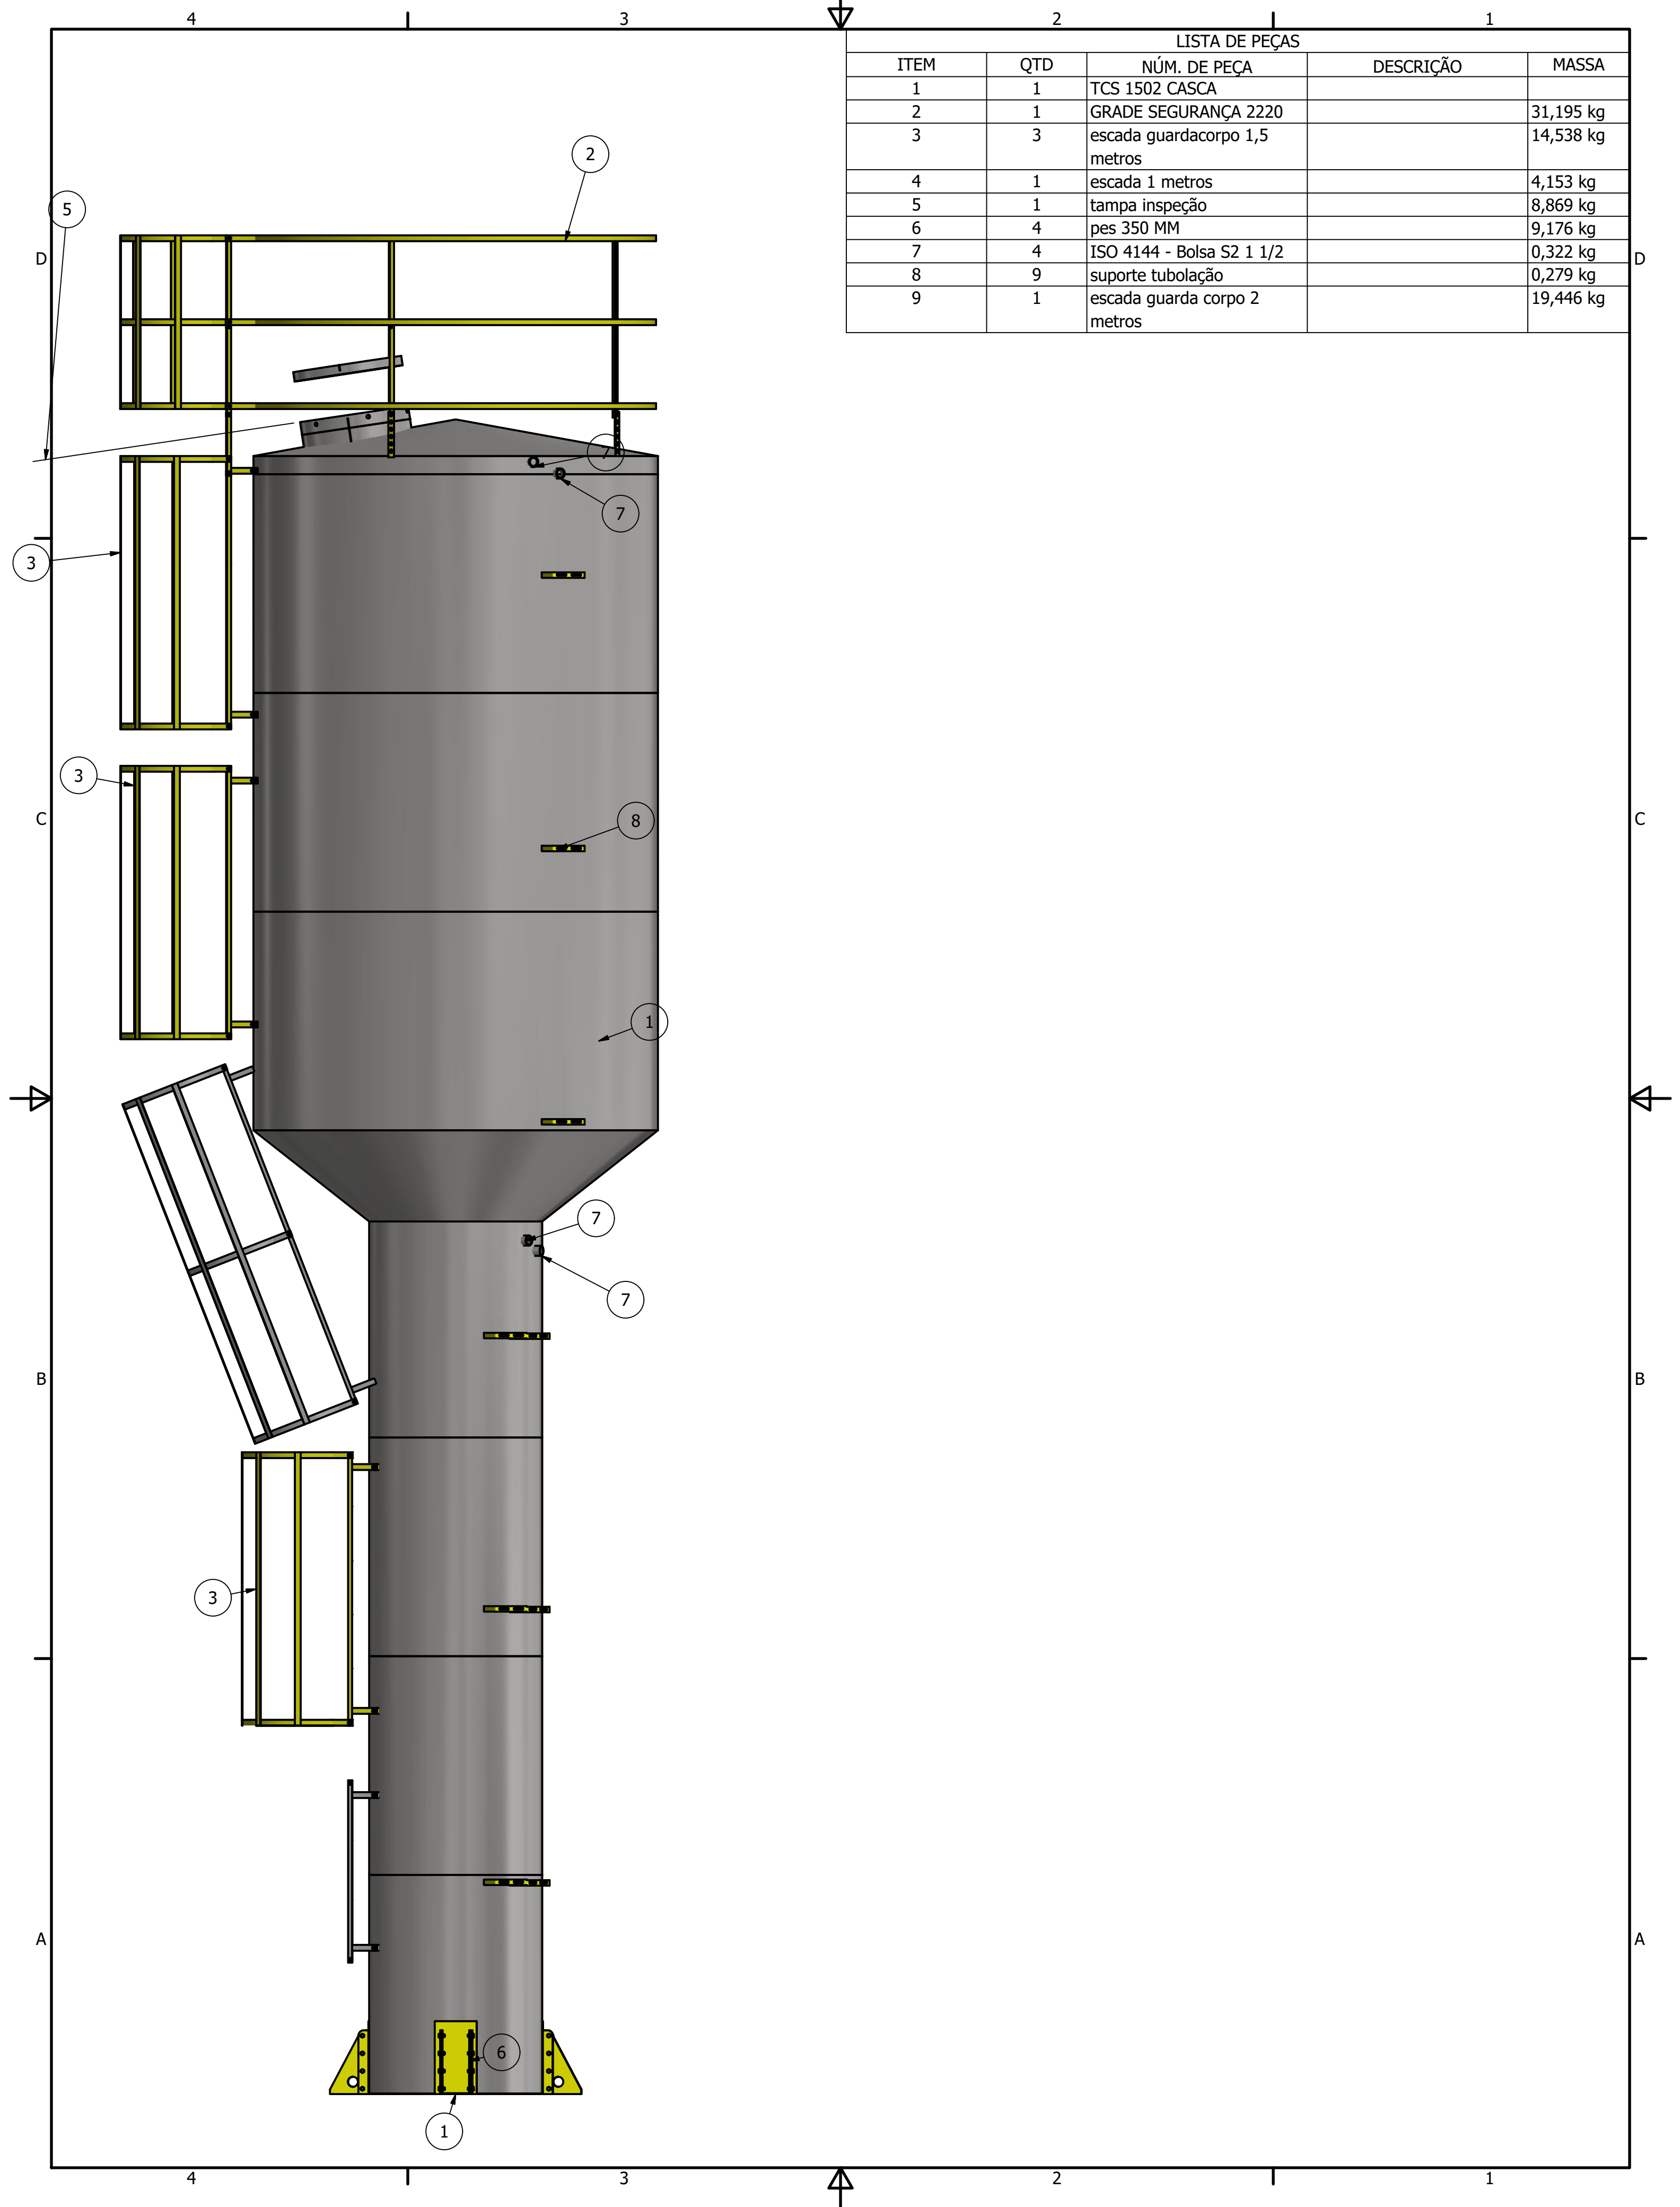 4 3 2 1
LISTA DE PEÇAS
ITEM QTD NÚM. DE PEÇA DESCRIÇÃO MASSA
1 1 TCS 1502 CASCA
2 1 GRADE SEGURANÇA 2220 31,195 kg
3 3 escada guardacorpo 1,5 14,538 kg
metros
4 1 escada 1 metros 4,153 kg
5 1 tampa inspeção 8,869 kg
6 4 pes 350 MM 9,176 kg
7 4 ISO 4144 - Bolsa S2 1 1/2 0,322 kg
8 9 suporte tubolação 0,279 kg
9 1 escada guarda corpo 2 19,446 kg
metros
2
5
D D
7
7
3
3
8
C C
1
7
7
B B
3
A A
6
1
4 3 2 1